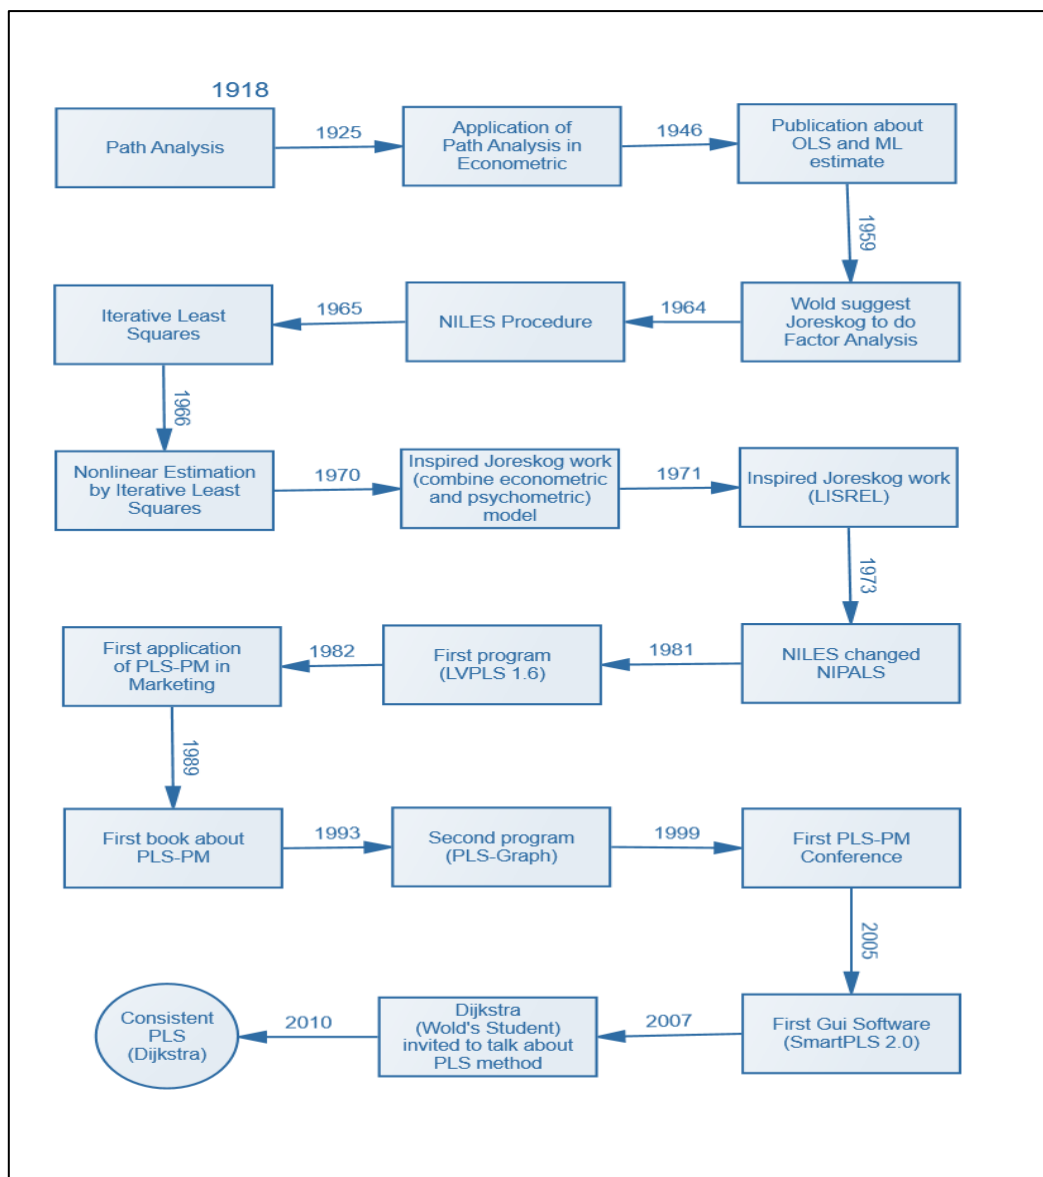 1918
Path Analysis
1925
Application of
Path Analysis in
Econometric
1946
Publication about
OLS and ML
estimate
1959
Wold suggest
Joreskog to do
Factor Analysis
1964
NILES Procedure
1965
Iterative Least
Squares
1966
Nonlinear Estimation
by Iterative Least
Squares
1970
Inspired Joreskog work
(combine econometric
and psychometric)
model
1971
Inspired Joreskog work
(LISREL)
1973
NILES changed
NIPALS
1981
First program
(LVPLS 1.6)
1982
First application
of PLS-PM in
Marketing
1989
First book about
PLS-PM
1993
Second program
(PLS-Graph)
1999
First PLS-PM
Conference
2005
First Gui Software
(SmartPLS 2.0)
2007
Dijkstra
(Wold's Student)
invited to talk about
PLS method
2010
Consistent
PLS
(Dijkstra)